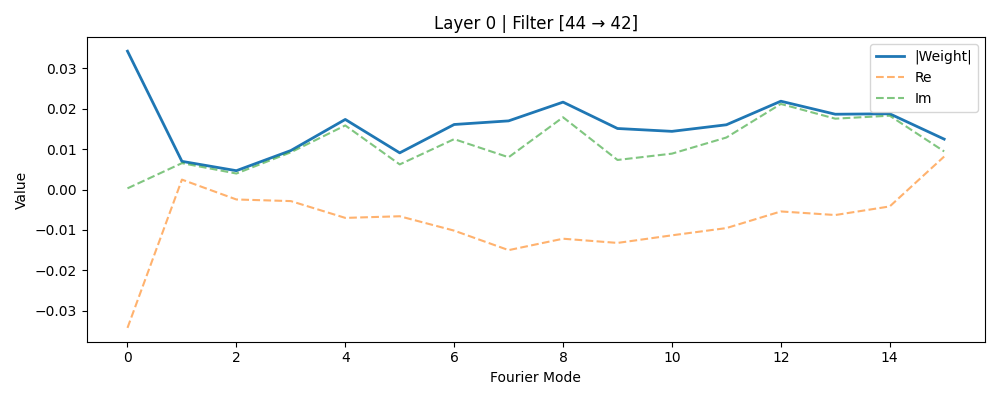 Layer 0 | Filter [44 → 42]
|Weight|
Re
Im
Value
0.03
0.02
0.01
0.00
−0.01
−0.02
−0.03
0 2 4 6 8 10 12 14
Fourier Mode